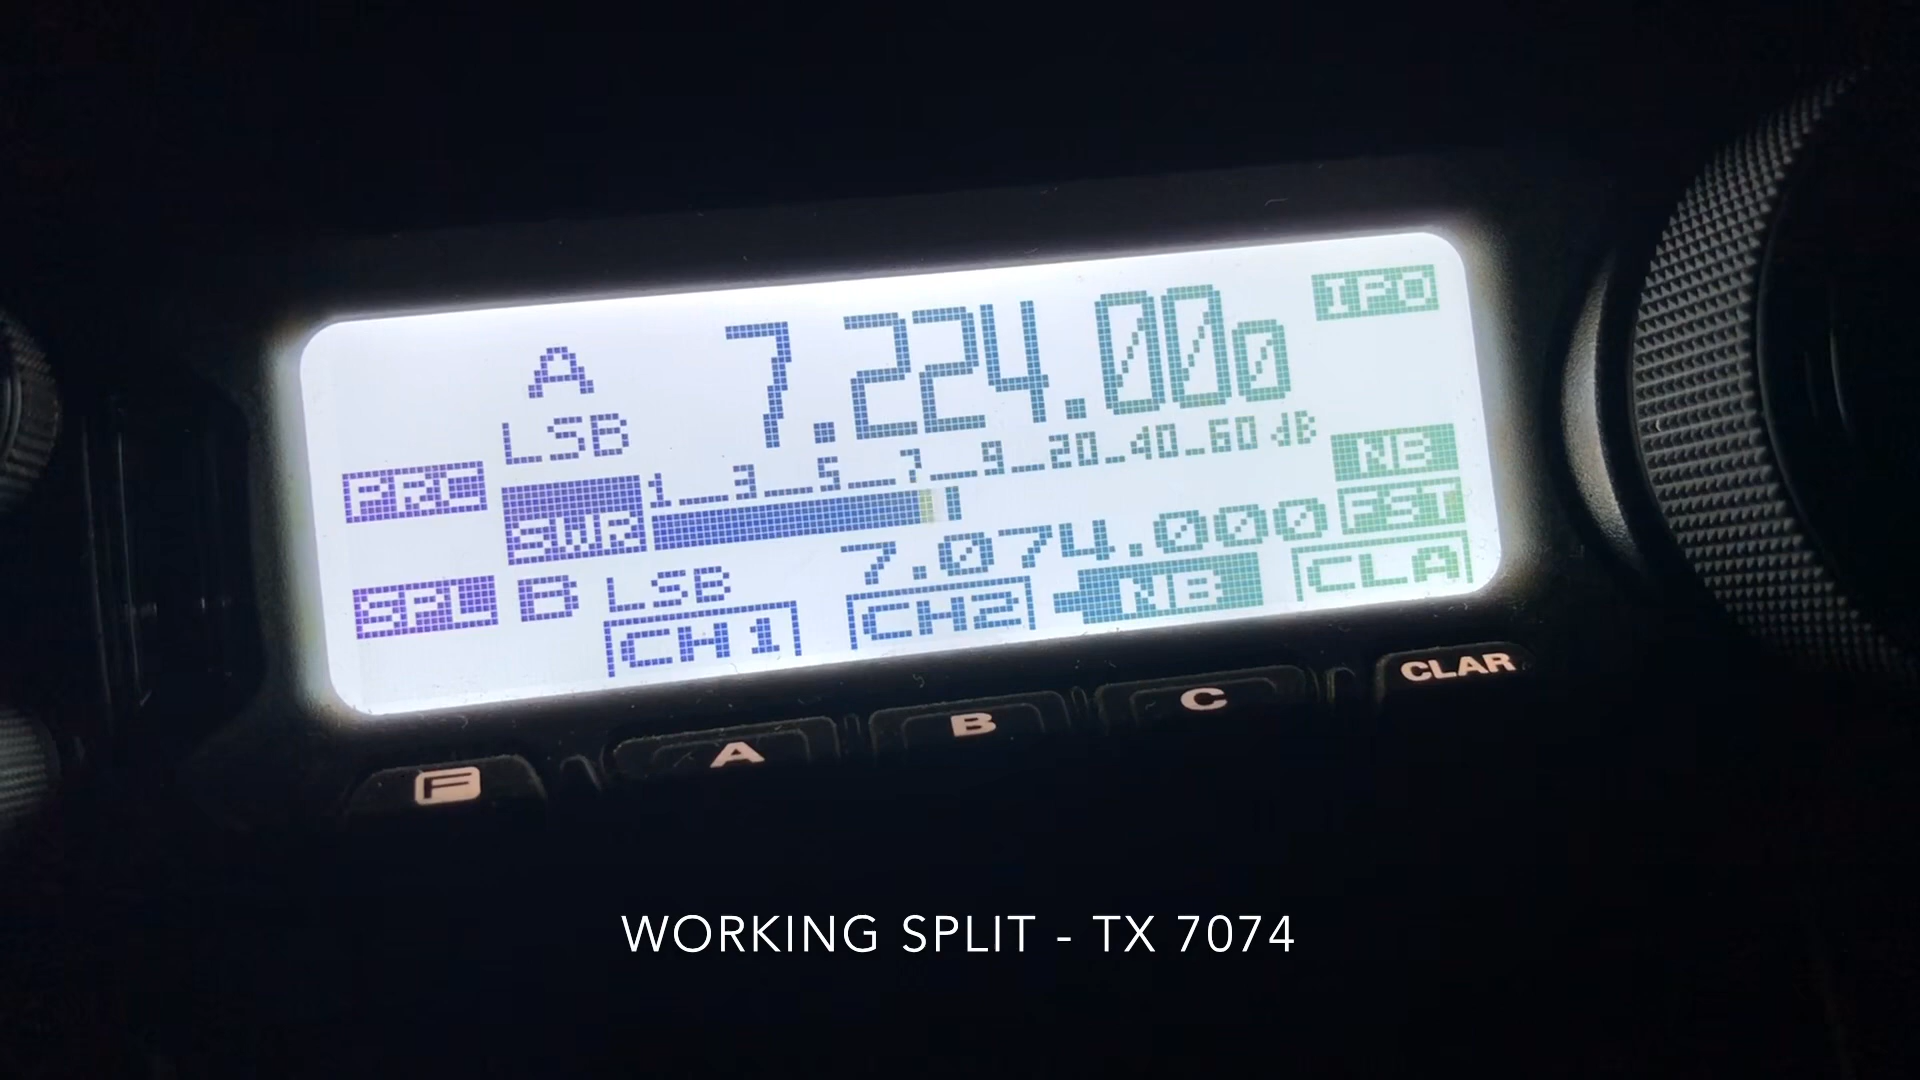 A 7.224.000 IPO
LSB
1 3 5 7 9 20 40 60 dB NB
PRC SWR
7.074.000 FST
SPL B LSB
CH1 CH2 NB CLA
F A B C CLAR
WORKING SPLIT - TX 7074